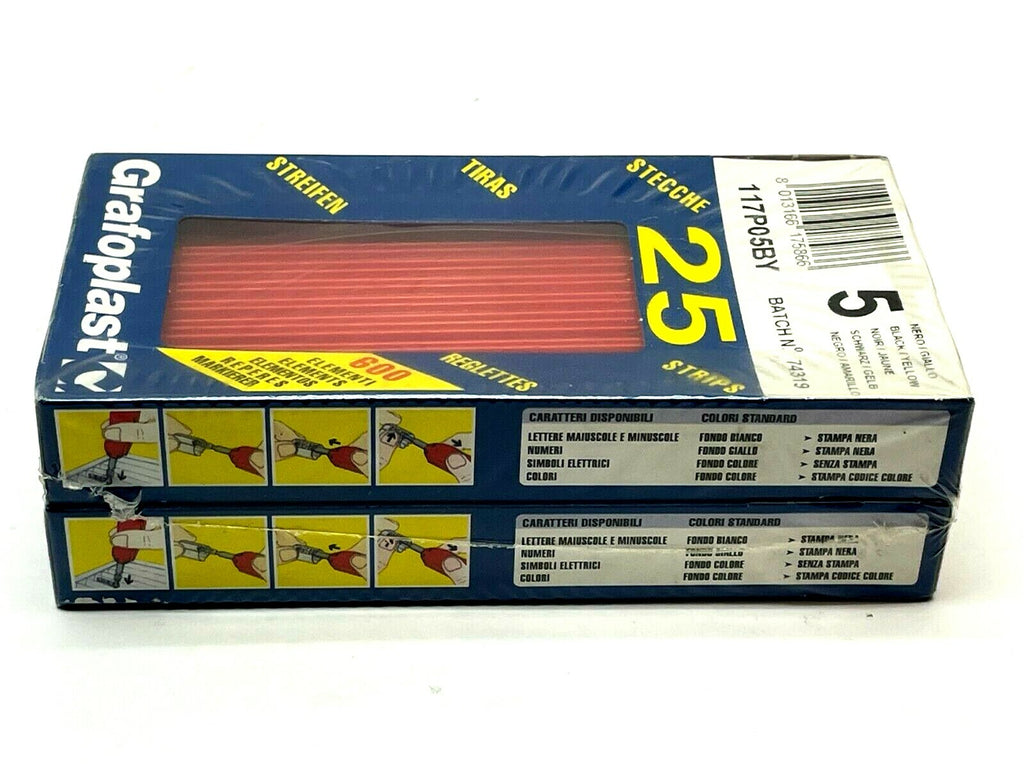 Grafoplast®
STREIFEN
TIRAS
STECCHE
25
REGLETTES
STRIPS
600
ELEMENTI
ELEMENTS
ELEMENTOS
REPERES
MARKIERER
8 013166 175866
117P05BY
BATCH Nº 74319
5
NERO / GIALLO
BLACK / YELLOW
NOIR / JAUNE
SCHWARZ / GELB
NEGRO / AMARILLO
CARATTERI DISPONIBILI COLORI STANDARD
LETTERE MAIUSCOLE E MINUSCOLE FONDO BIANCO ➤ STAMPA NERA
NUMERI FONDO GIALLO ➤ STAMPA NERA
SIMBOLI ELETTRICI FONDO COLORE ➤ SENZA STAMPA
COLORI FONDO COLORE ➤ STAMPA CODICE COLORE
CARATTERI DISPONIBILI COLORI STANDARD
LETTERE MAIUSCOLE E MINUSCOLE FONDO BIANCO ➤ STAMPA NERA
NUMERI FONDO GIALLO ➤ STAMPA NERA
SIMBOLI ELETTRICI FONDO COLORE ➤ SENZA STAMPA
COLORI FONDO COLORE ➤ STAMPA CODICE COLORE